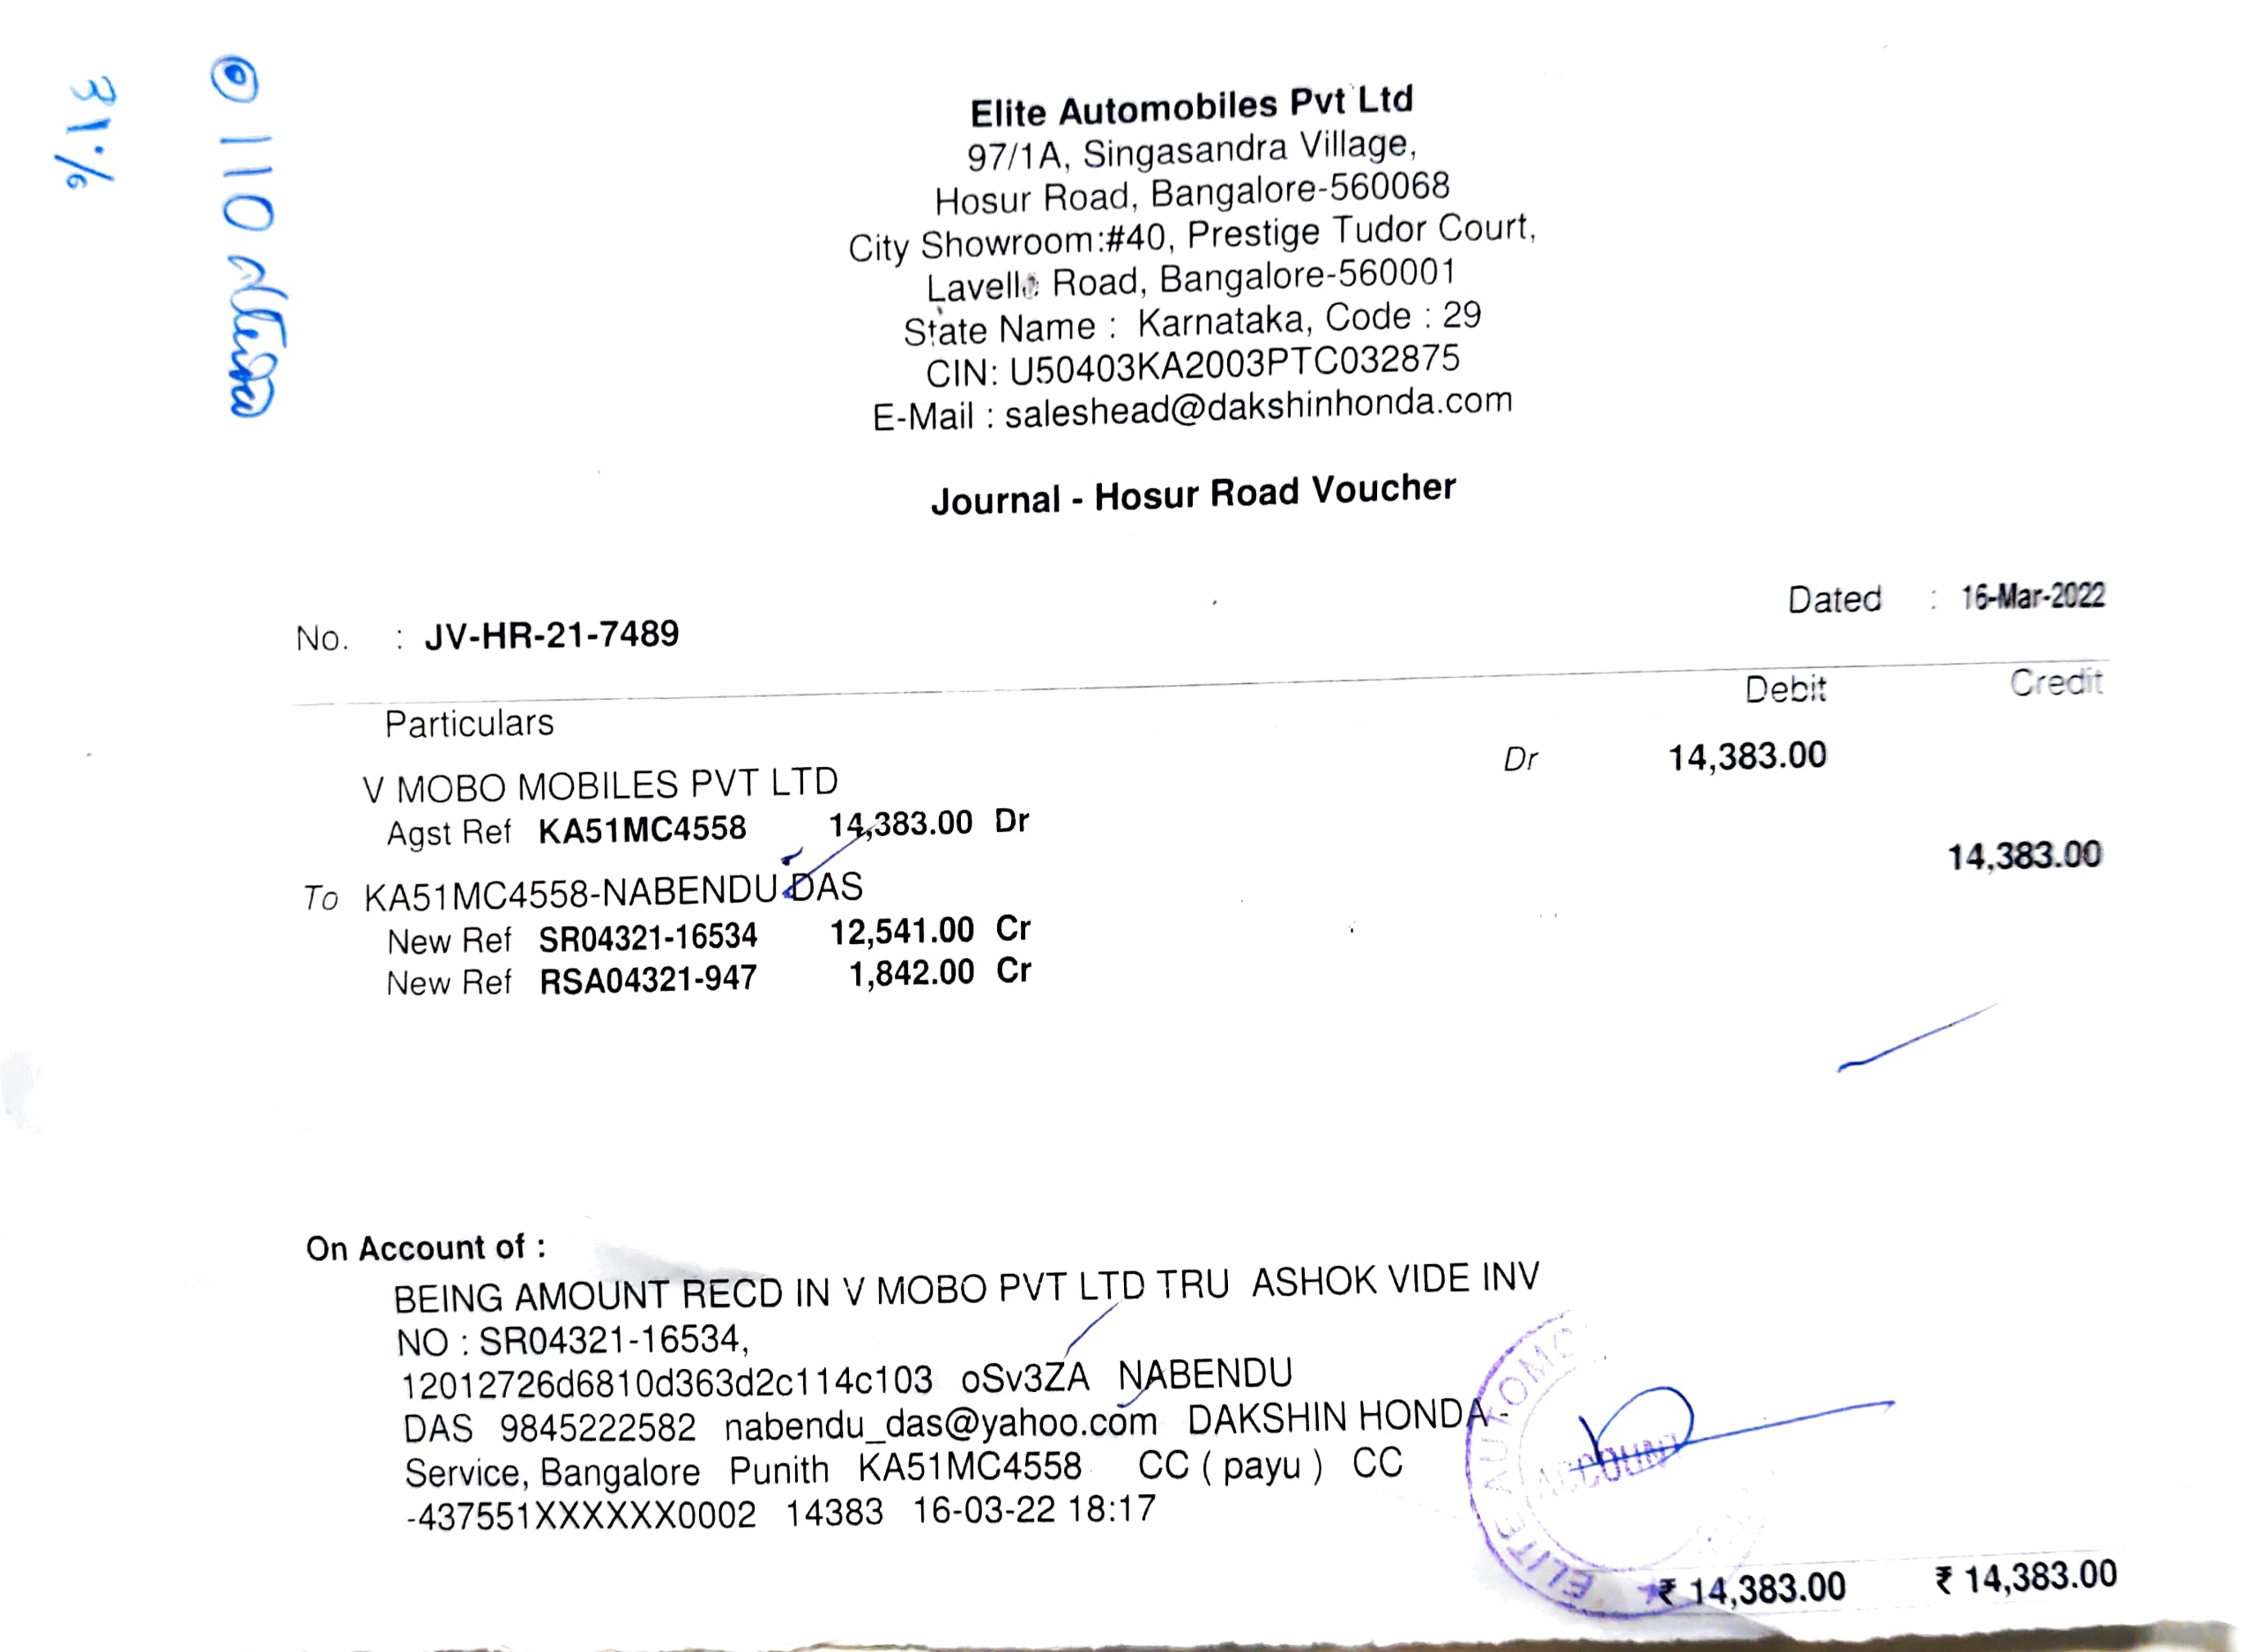 Elite Automobiles Pvt Ltd
97/1A, Singasandra Village,
Hosur Road, Bangalore-560068
City Showroom:#40, Prestige Tudor Court,
Lavelle Road, Bangalore-560001
State Name : Karnataka, Code : 29
CIN: U50403KA2003PTC032875
E-Mail : saleshead@dakshinhonda.com
Journal - Hosur Road Voucher
No. : JV-HR-21-7489 Dated : 16-Mar-2022
Particulars Debit Credit
V MOBO MOBILES PVT LTD Dr 14,383.00
Agst Ref KA51MC4558 14,383.00 Dr
To KA51MC4558-NABENDU DAS 14,383.00
New Ref SR04321-16534 12,541.00 Cr
New Ref RSA04321-947 1,842.00 Cr
On Account of :
BEING AMOUNT RECD IN V MOBO PVT LTD TRU ASHOK VIDE INV
NO : SR04321-16534,
12012726d6810d363d2c114c103 oSv3ZA NABENDU
DAS 9845222582 nabendu_das@yahoo.com DAKSHIN HONDA -
Service, Bangalore Punith KA51MC4558 CC ( payu ) CC
-437551XXXXXX0002 14383 16-03-22 18:17
ELITE AUTOMO
ACCOUNT
₹ 14,383.00 ₹ 14,383.00
110